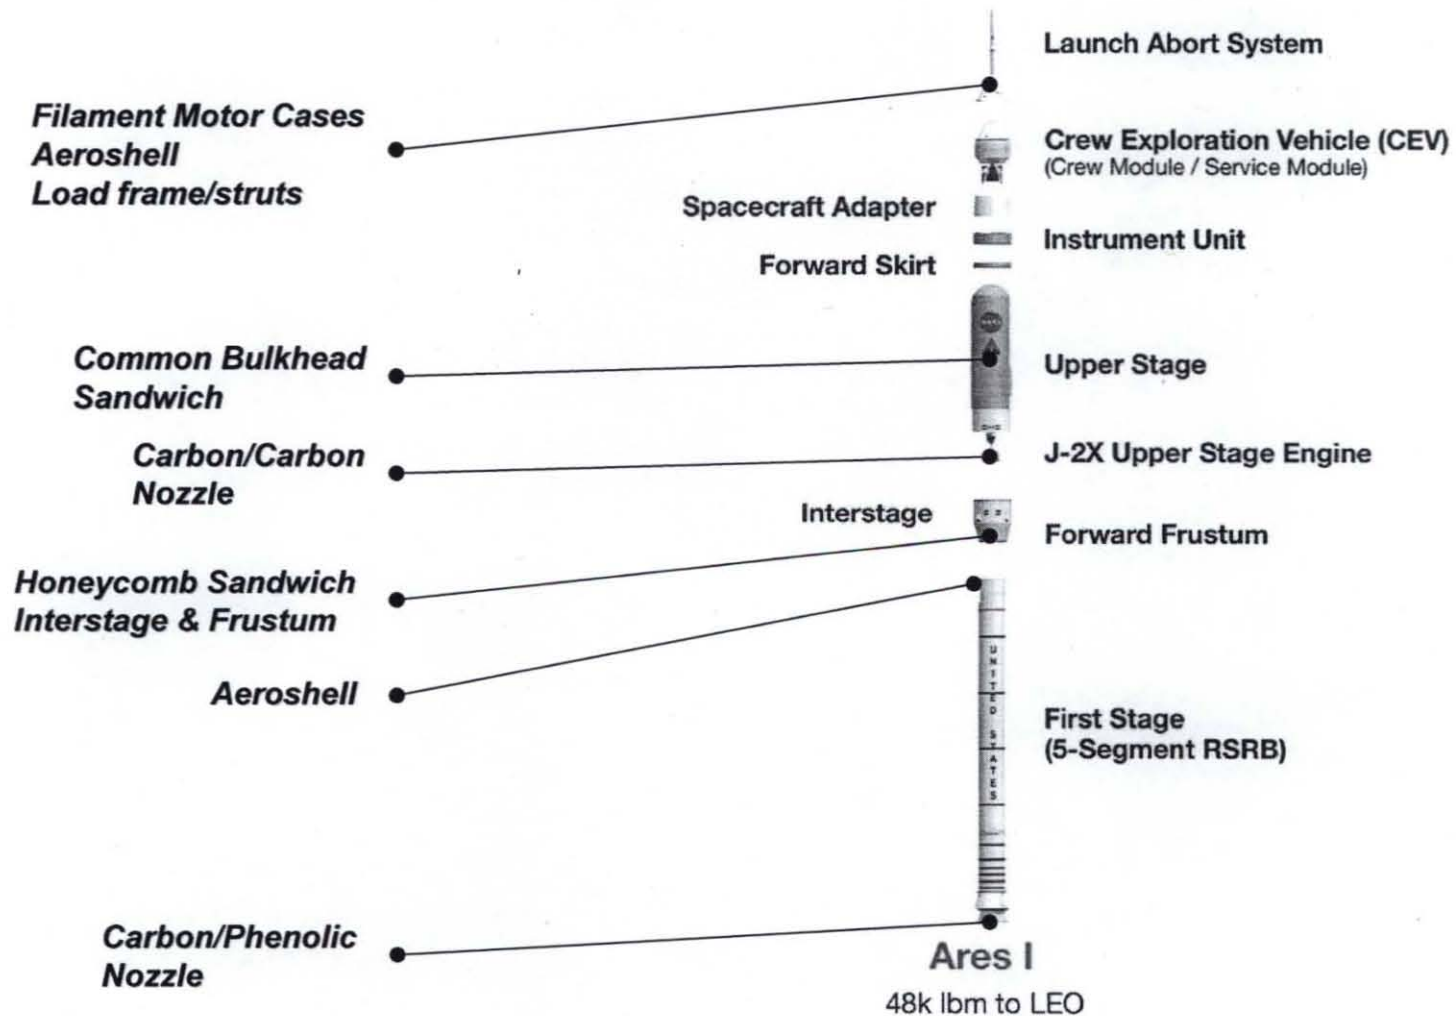 Launch Abort System
Filament Motor Cases
Aeroshell
Load frame/struts
Crew Exploration Vehicle (CEV)
(Crew Module / Service Module)
Spacecraft Adapter
Instrument Unit
Forward Skirt
Common Bulkhead
Sandwich
Upper Stage
Carbon/Carbon
Nozzle
J-2X Upper Stage Engine
Interstage
Forward Frustum
Honeycomb Sandwich
Interstage & Frustum
Aeroshell
UNITED STATES
First Stage
(5-Segment RSRB)
Carbon/Phenolic
Nozzle
Ares I
48k lbm to LEO